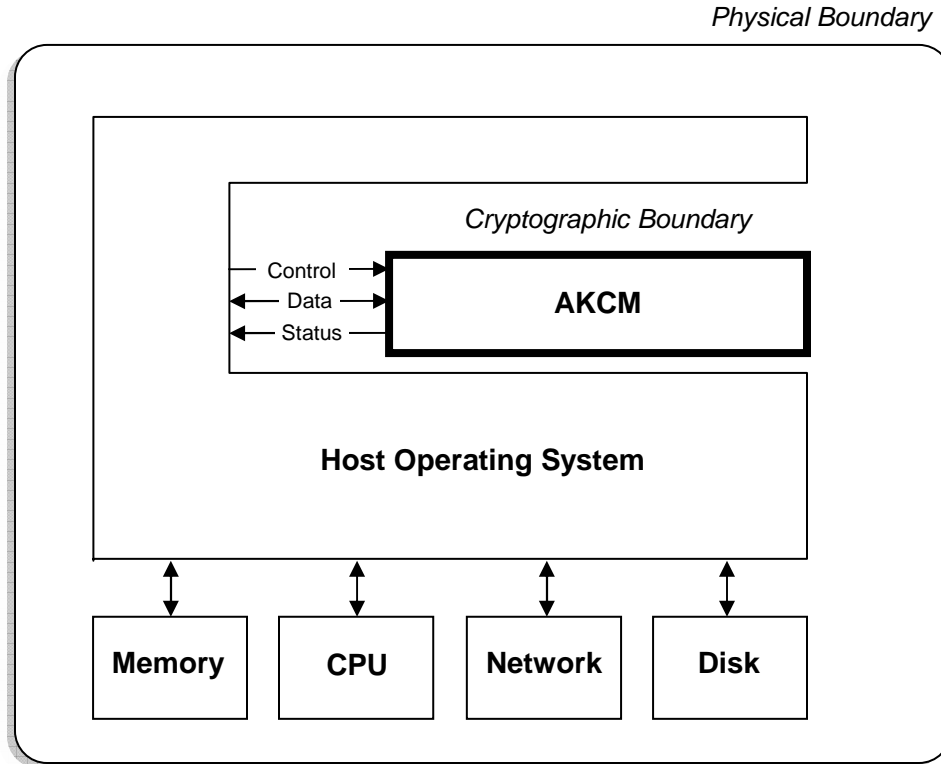 Physical Boundary
Cryptographic Boundary
Control
Data
Status
AKCM
Host Operating System
Memory
CPU
Network
Disk